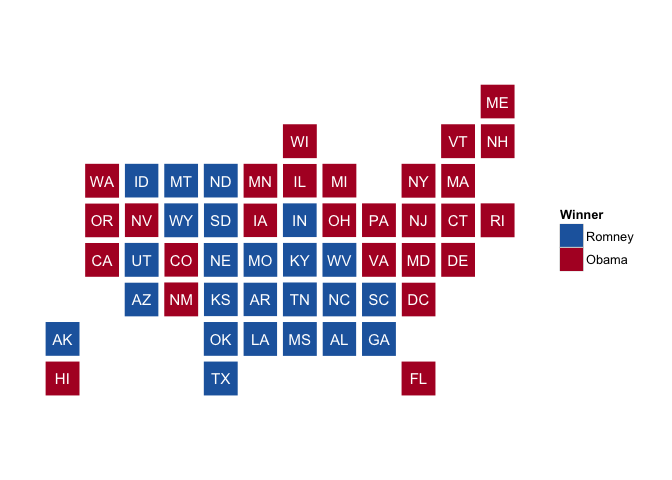 ME
WI VT NH
WA ID MT ND MN IL MI NY MA
OR NV WY SD IA IN OH PA NJ CT RI
CA UT CO NE MO KY WV VA MD DE
AZ NM KS AR TN NC SC DC
AK OK LA MS AL GA
HI TX FL
Winner
Romney
Obama